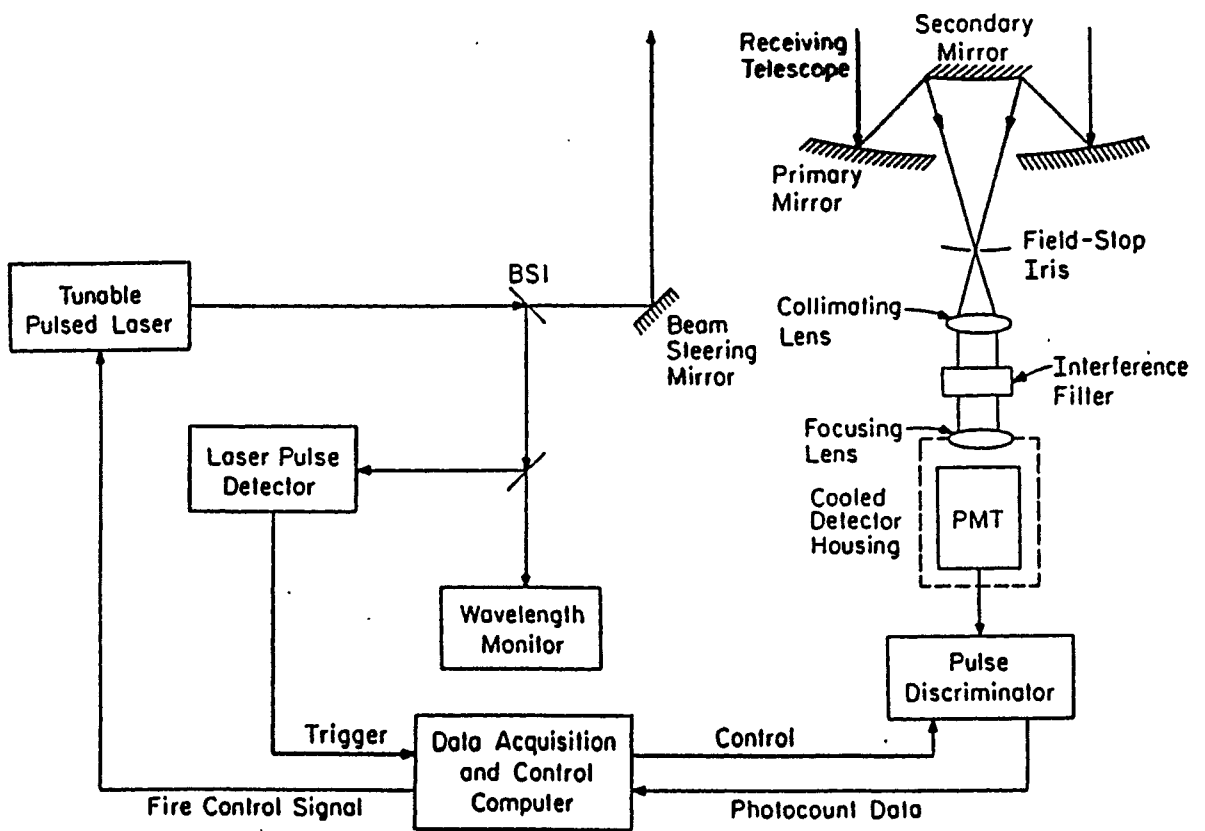 Secondary
Mirror
Receiving
Telescope
Primary
Mirror
Field-Stop
Iris
BS1
Tunable
Pulsed Laser
Beam
Steering
Mirror
Collimating
Lens
Interference
Filter
Focusing
Lens
Laser Pulse
Detector
Cooled
Detector
Housing
PMT
Wavelength
Monitor
Pulse
Discriminator
Trigger
Data Acquisition
and Control
Computer
Control
Fire Control Signal
Photocount Data